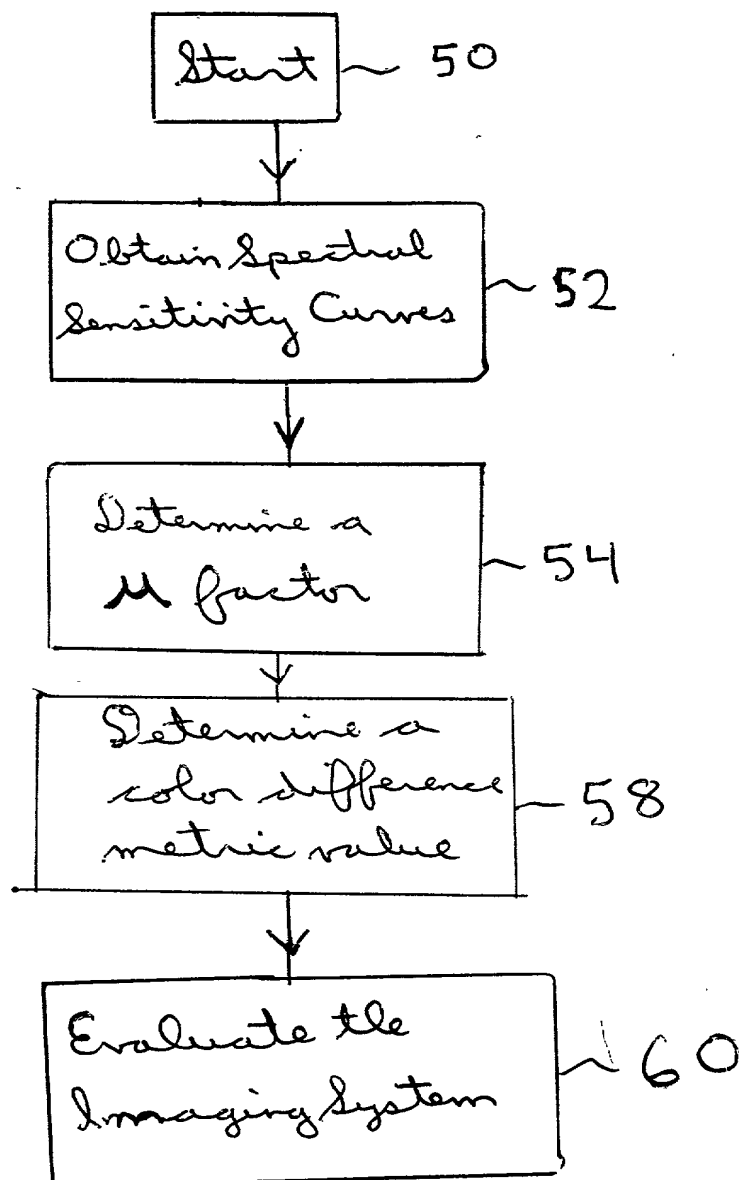 Start 50
Obtain Spectral
Sensitivity Curves 52
Determine a
μ factor 54
Determine a
color difference
metric value 58
Evaluate the
Imaging System 60